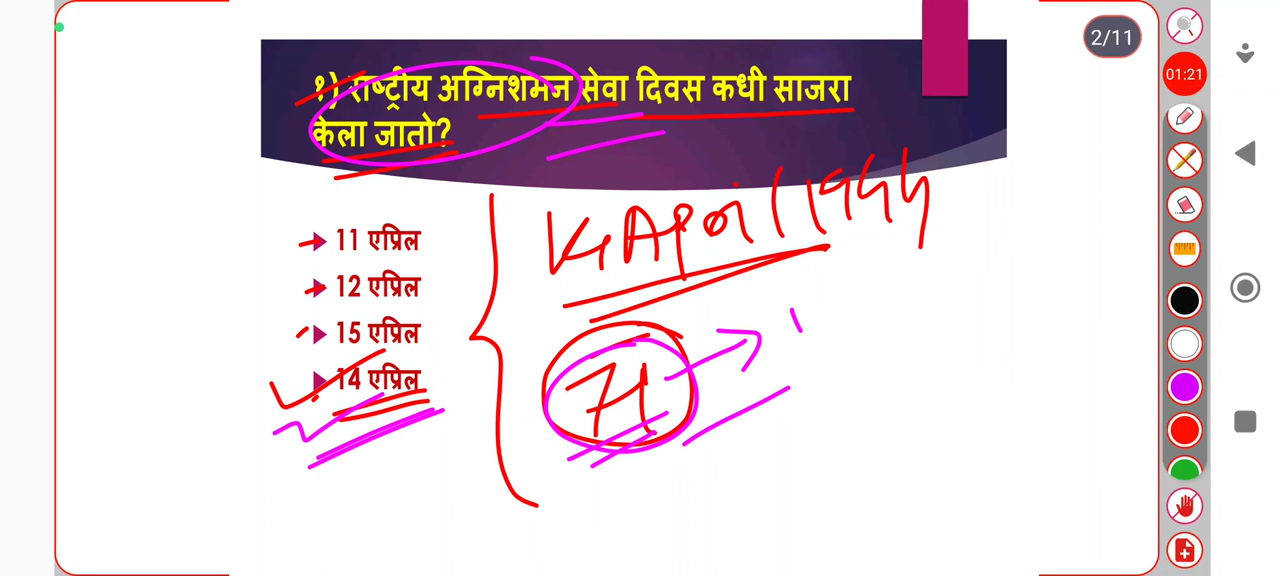 2/11
१) राष्ट्रीय अग्निशमन सेवा दिवस कधी साजरा
केला जातो?
01:21
11 एप्रिल
12 एप्रिल
15 एप्रिल
14 एप्रिल
14 April 1944
71